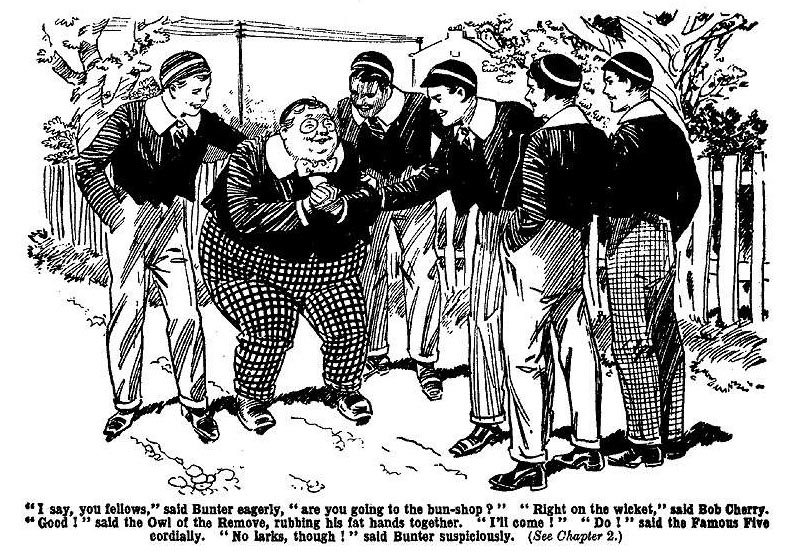 "I say, you fellows," said Bunter eagerly, "are you going to the bun-shop ?" "Right on the wicket," said Bob Cherry.
"Good !" said the Owl of the Remove, rubbing his fat hands together. "I'll come !" "Do !" said the Famous Five
cordially. "No larks, though !" said Bunter suspiciously. (See Chapter 2.)